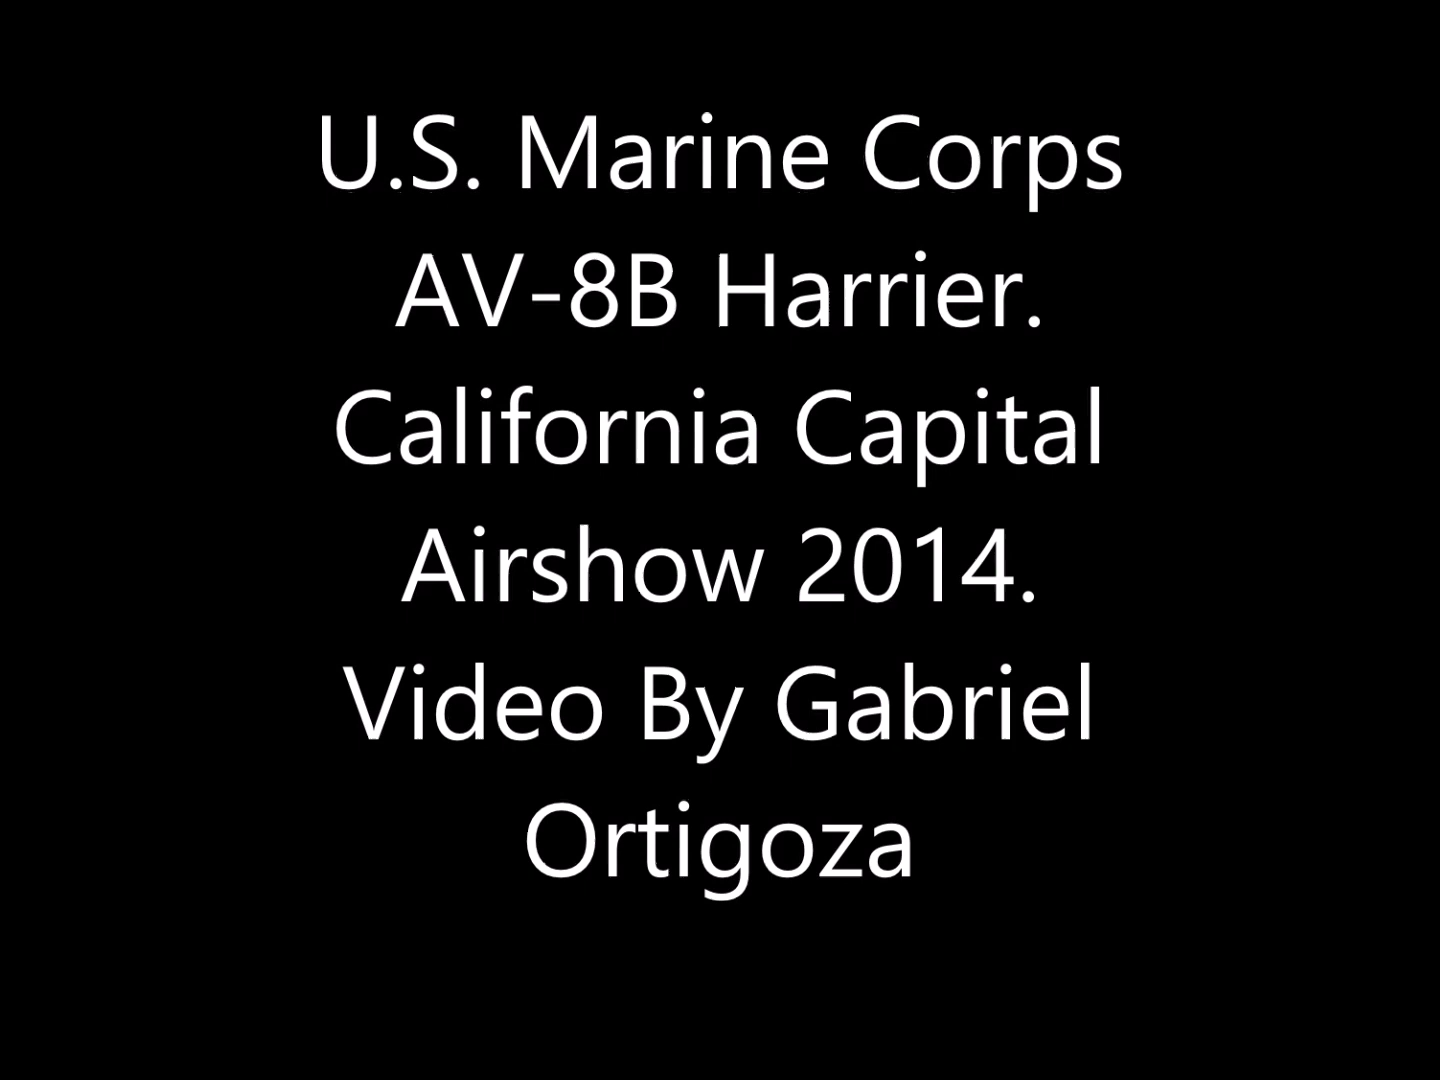 U.S. Marine Corps
AV-8B Harrier.
California Capital
Airshow 2014.
Video By Gabriel
Ortigoza